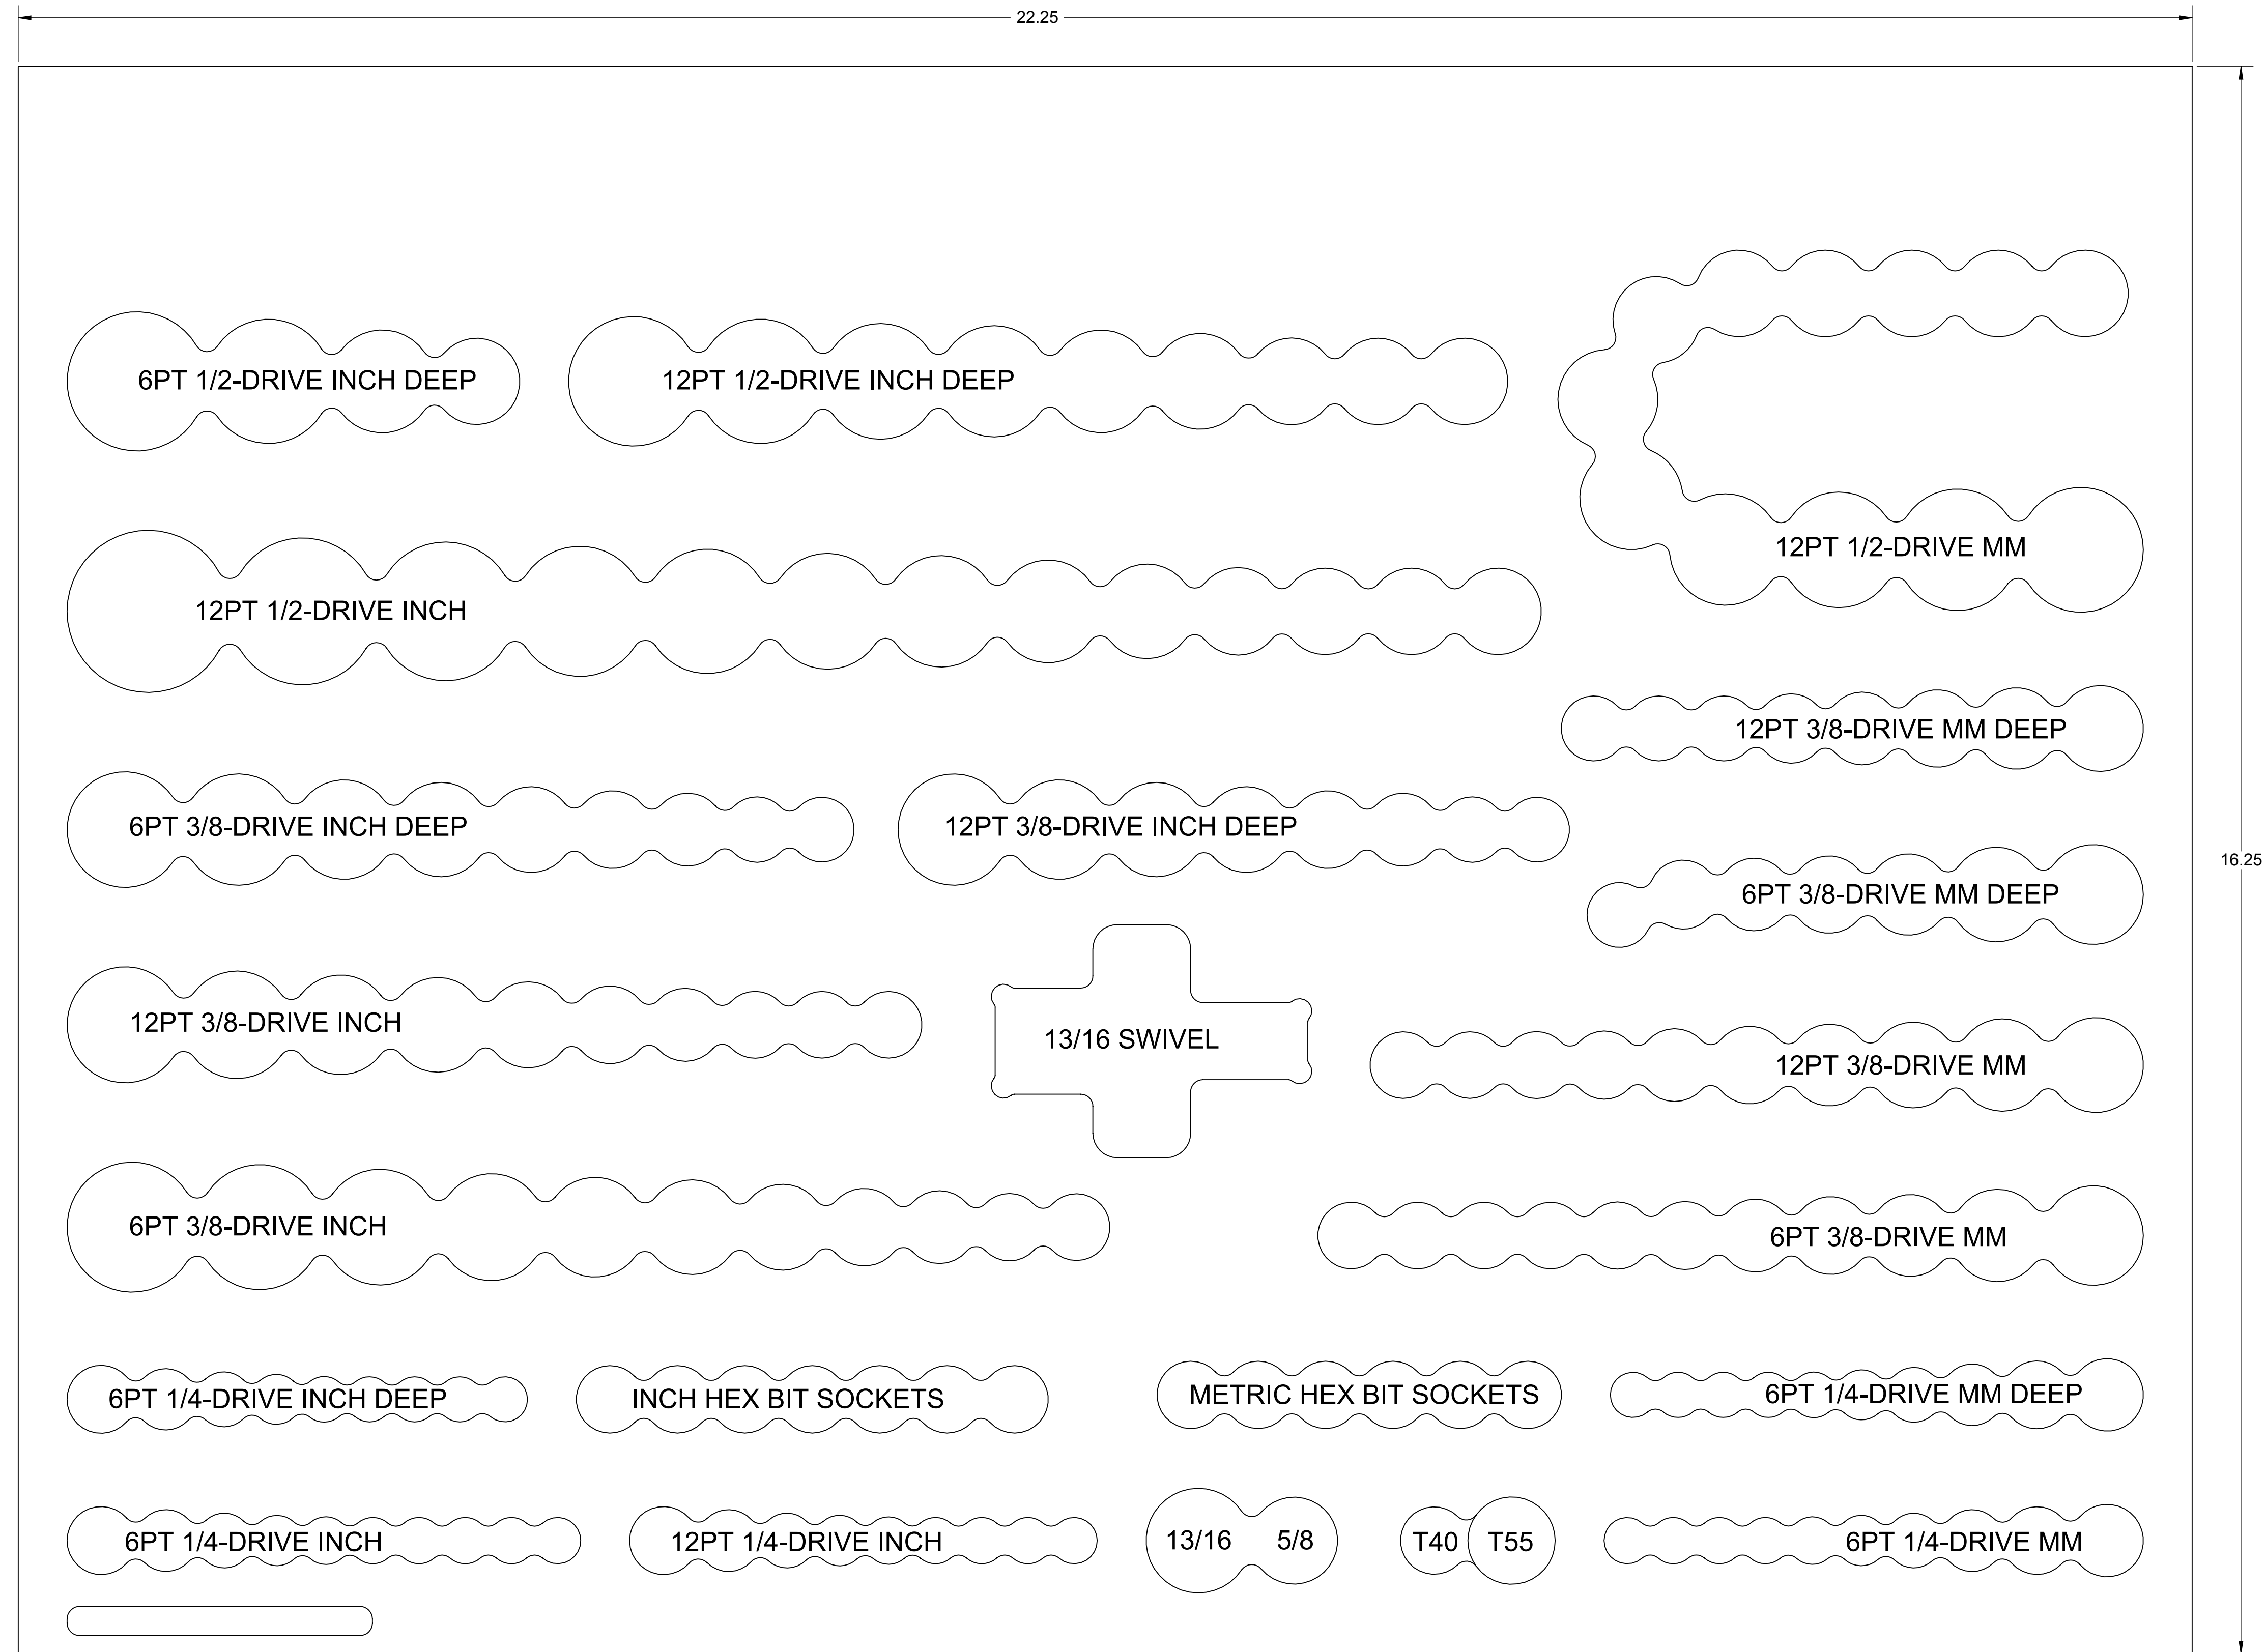 22.25
6PT 1/2-DRIVE INCH DEEP
12PT 1/2-DRIVE INCH DEEP
12PT 1/2-DRIVE MM
12PT 1/2-DRIVE INCH
12PT 3/8-DRIVE MM DEEP
6PT 3/8-DRIVE INCH DEEP
12PT 3/8-DRIVE INCH DEEP
16.25
6PT 3/8-DRIVE MM DEEP
12PT 3/8-DRIVE INCH
13/16 SWIVEL
12PT 3/8-DRIVE MM
6PT 3/8-DRIVE INCH
6PT 3/8-DRIVE MM
6PT 1/4-DRIVE INCH DEEP
INCH HEX BIT SOCKETS
METRIC HEX BIT SOCKETS
6PT 1/4-DRIVE MM DEEP
6PT 1/4-DRIVE INCH
12PT 1/4-DRIVE INCH
13/16
5/8
T40
T55
6PT 1/4-DRIVE MM